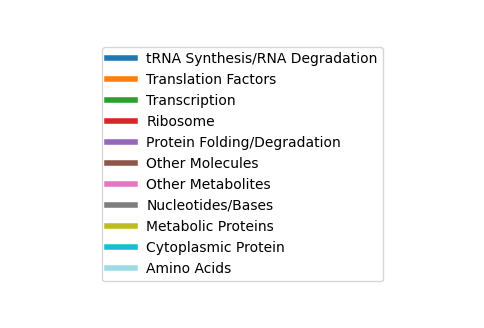 tRNA Synthesis/RNA Degradation
Translation Factors
Transcription
Ribosome
Protein Folding/Degradation
Other Molecules
Other Metabolites
Nucleotides/Bases
Metabolic Proteins
Cytoplasmic Protein
Amino Acids